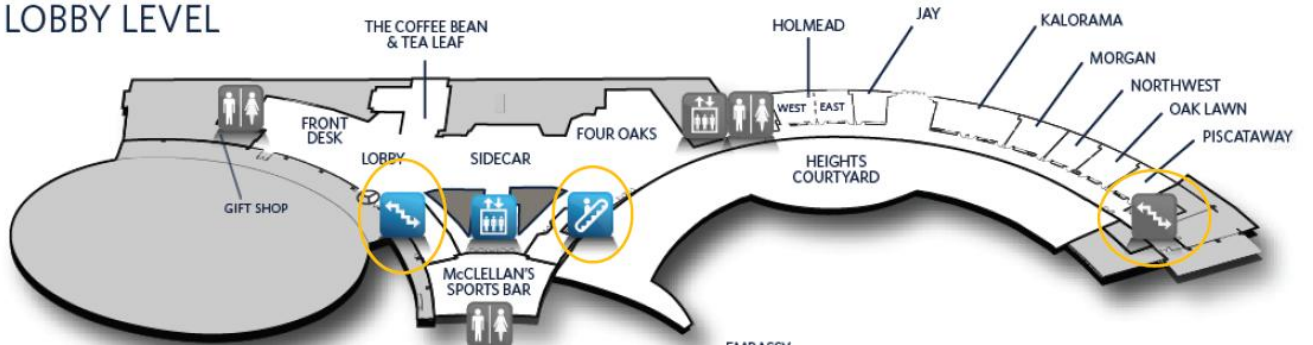 LOBBY LEVEL
THE COFFEE BEAN
& TEA LEAF
HOLMEAD
JAY
KALORAMA
MORGAN
NORTHWEST
OAK LAWN
PISCATAWAY
WEST
EAST
FRONT
DESK
FOUR OAKS
LOBBY
SIDECAR
HEIGHTS
COURTYARD
GIFT SHOP
McCLELLAN'S
SPORTS BAR
EMBASSY